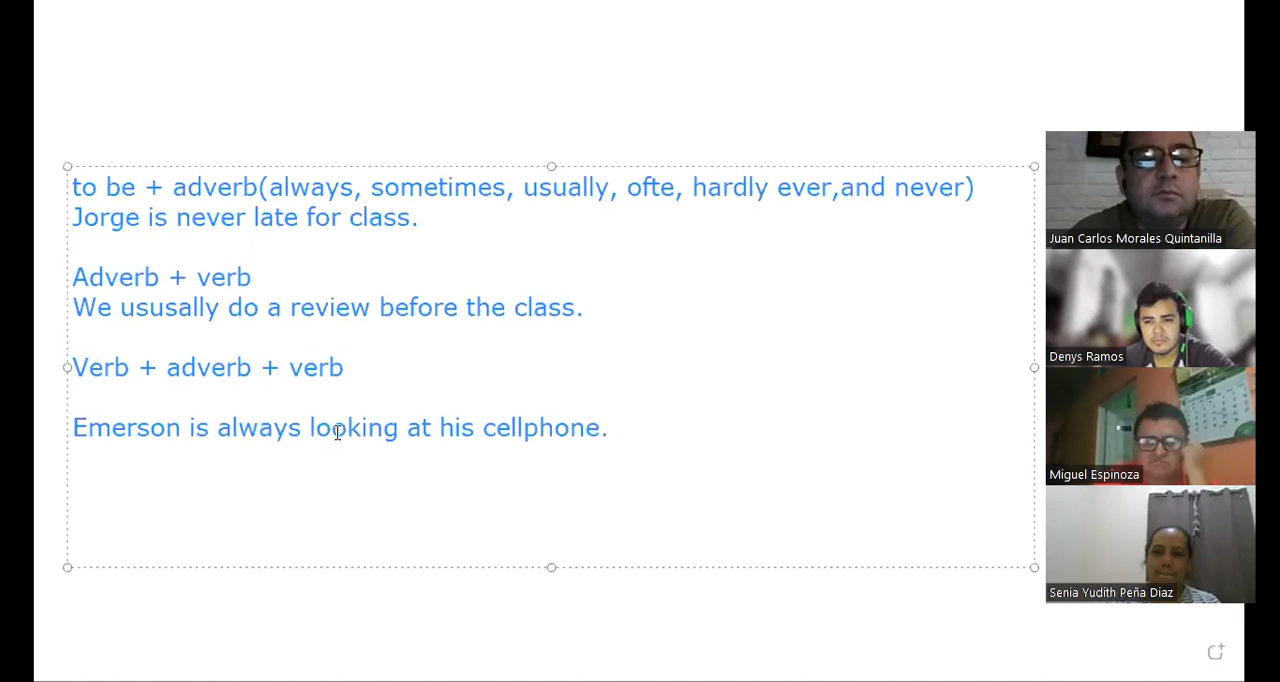 to be + adverb(always, sometimes, usually, ofte, hardly ever,and never)
Jorge is never late for class.
Adverb + verb
We ususally do a review before the class.
Verb + adverb + verb
Emerson is always looking at his cellphone.
Juan Carlos Morales Quintanilla
Denys Ramos
Miguel Espinoza
Senia Yudith Peña Diaz